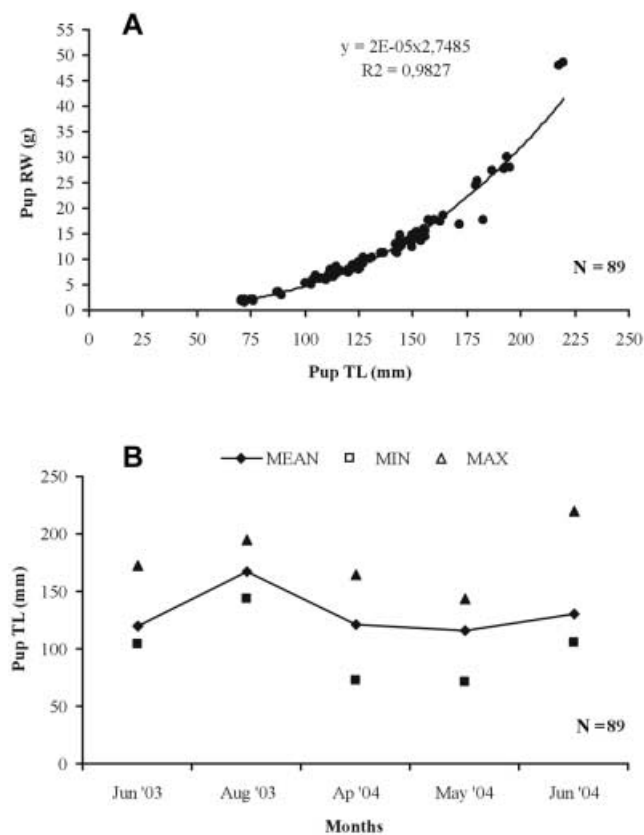 A
y = 2E-05x2,7485
R2 = 0,9827
55
50
45
40
35
30
25
20
15
10
5
0
Pup RW (g)
N = 89
0 25 50 75 100 125 150 175 200 225 250
Pup TL (mm)
B
MEAN MIN MAX
250
200
150
100
50
0
Pup TL (mm)
N =89
Jun '03 Aug '03 Ap '04 May '04 Jun '04
Months